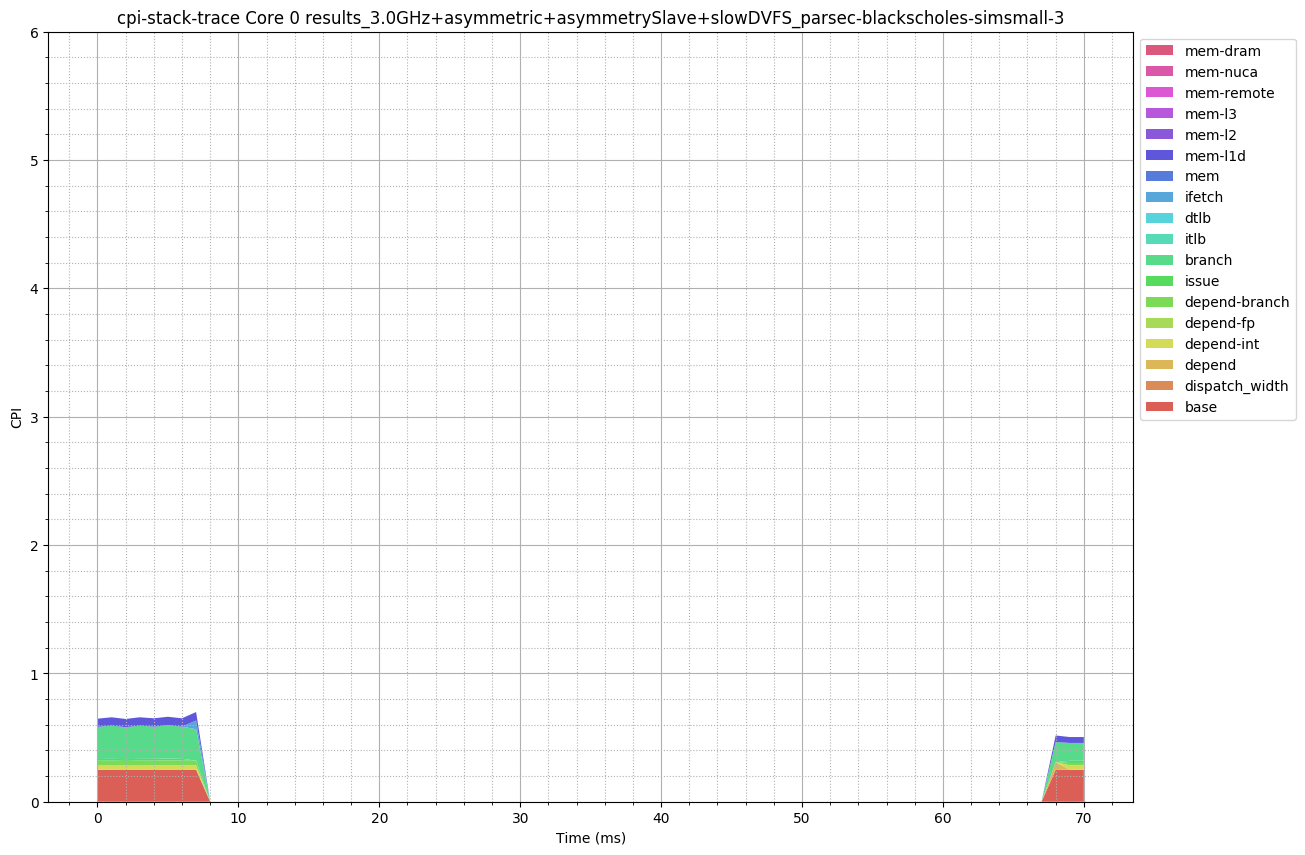 cpi-stack-trace Core 0 results_3.0GHz+asymmetric+asymmetrySlave+slowDVFS_parsec-blackscholes-simsmall-3
6
5
4
3
2
1
0
CPI
0 10 20 30 40 50 60 70
Time (ms)
mem-dram
mem-nuca
mem-remote
mem-l3
mem-l2
mem-l1d
mem
ifetch
dtlb
itlb
branch
issue
depend-branch
depend-fp
depend-int
depend
dispatch_width
base